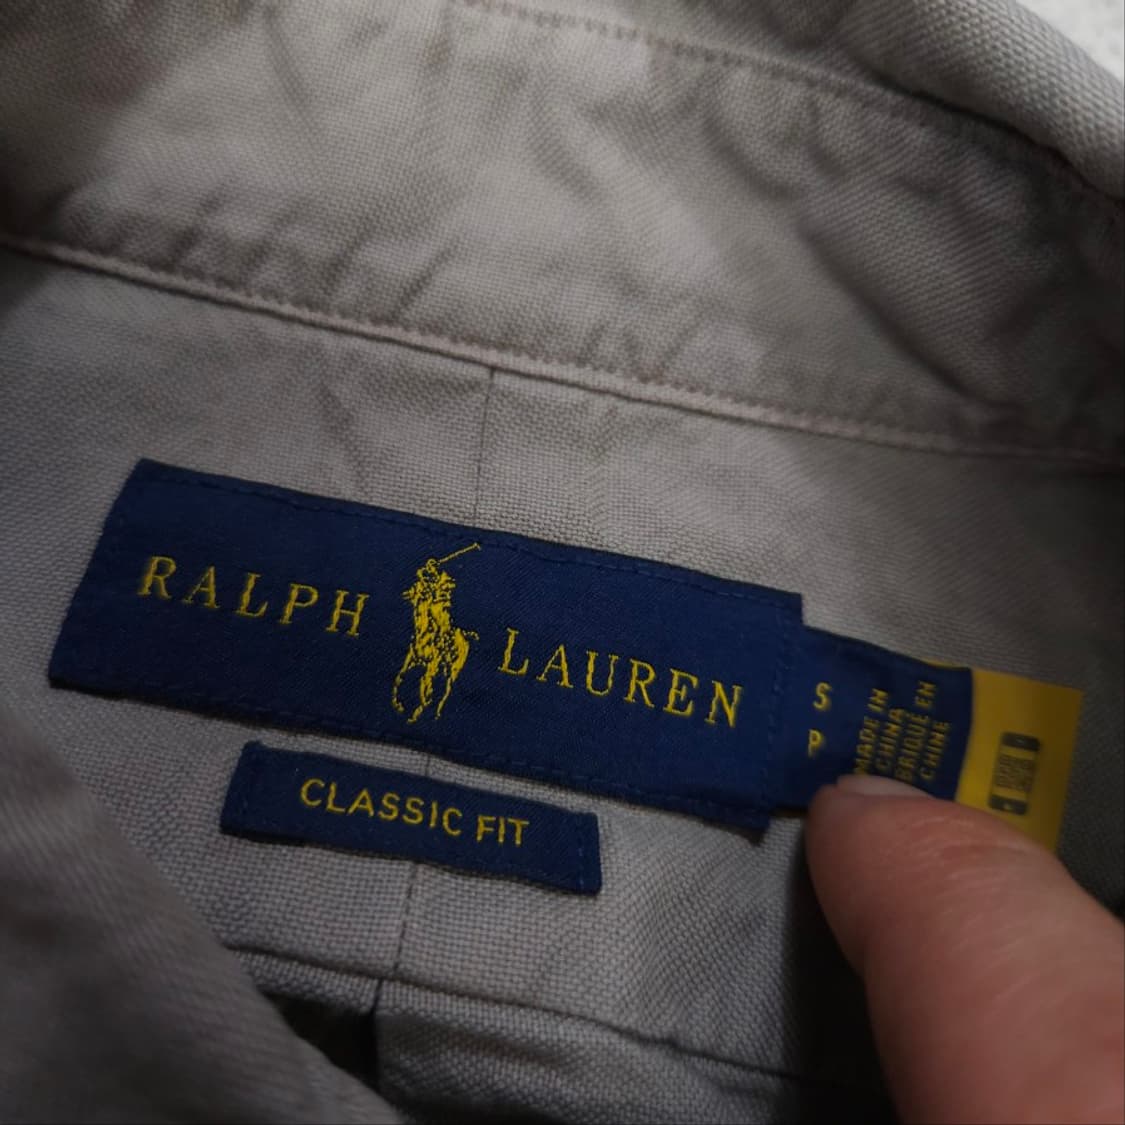 RALPH LAUREN
CLASSIC FIT
S
P
MADE IN
CHINA
FABRIQUÉ EN
CHINE